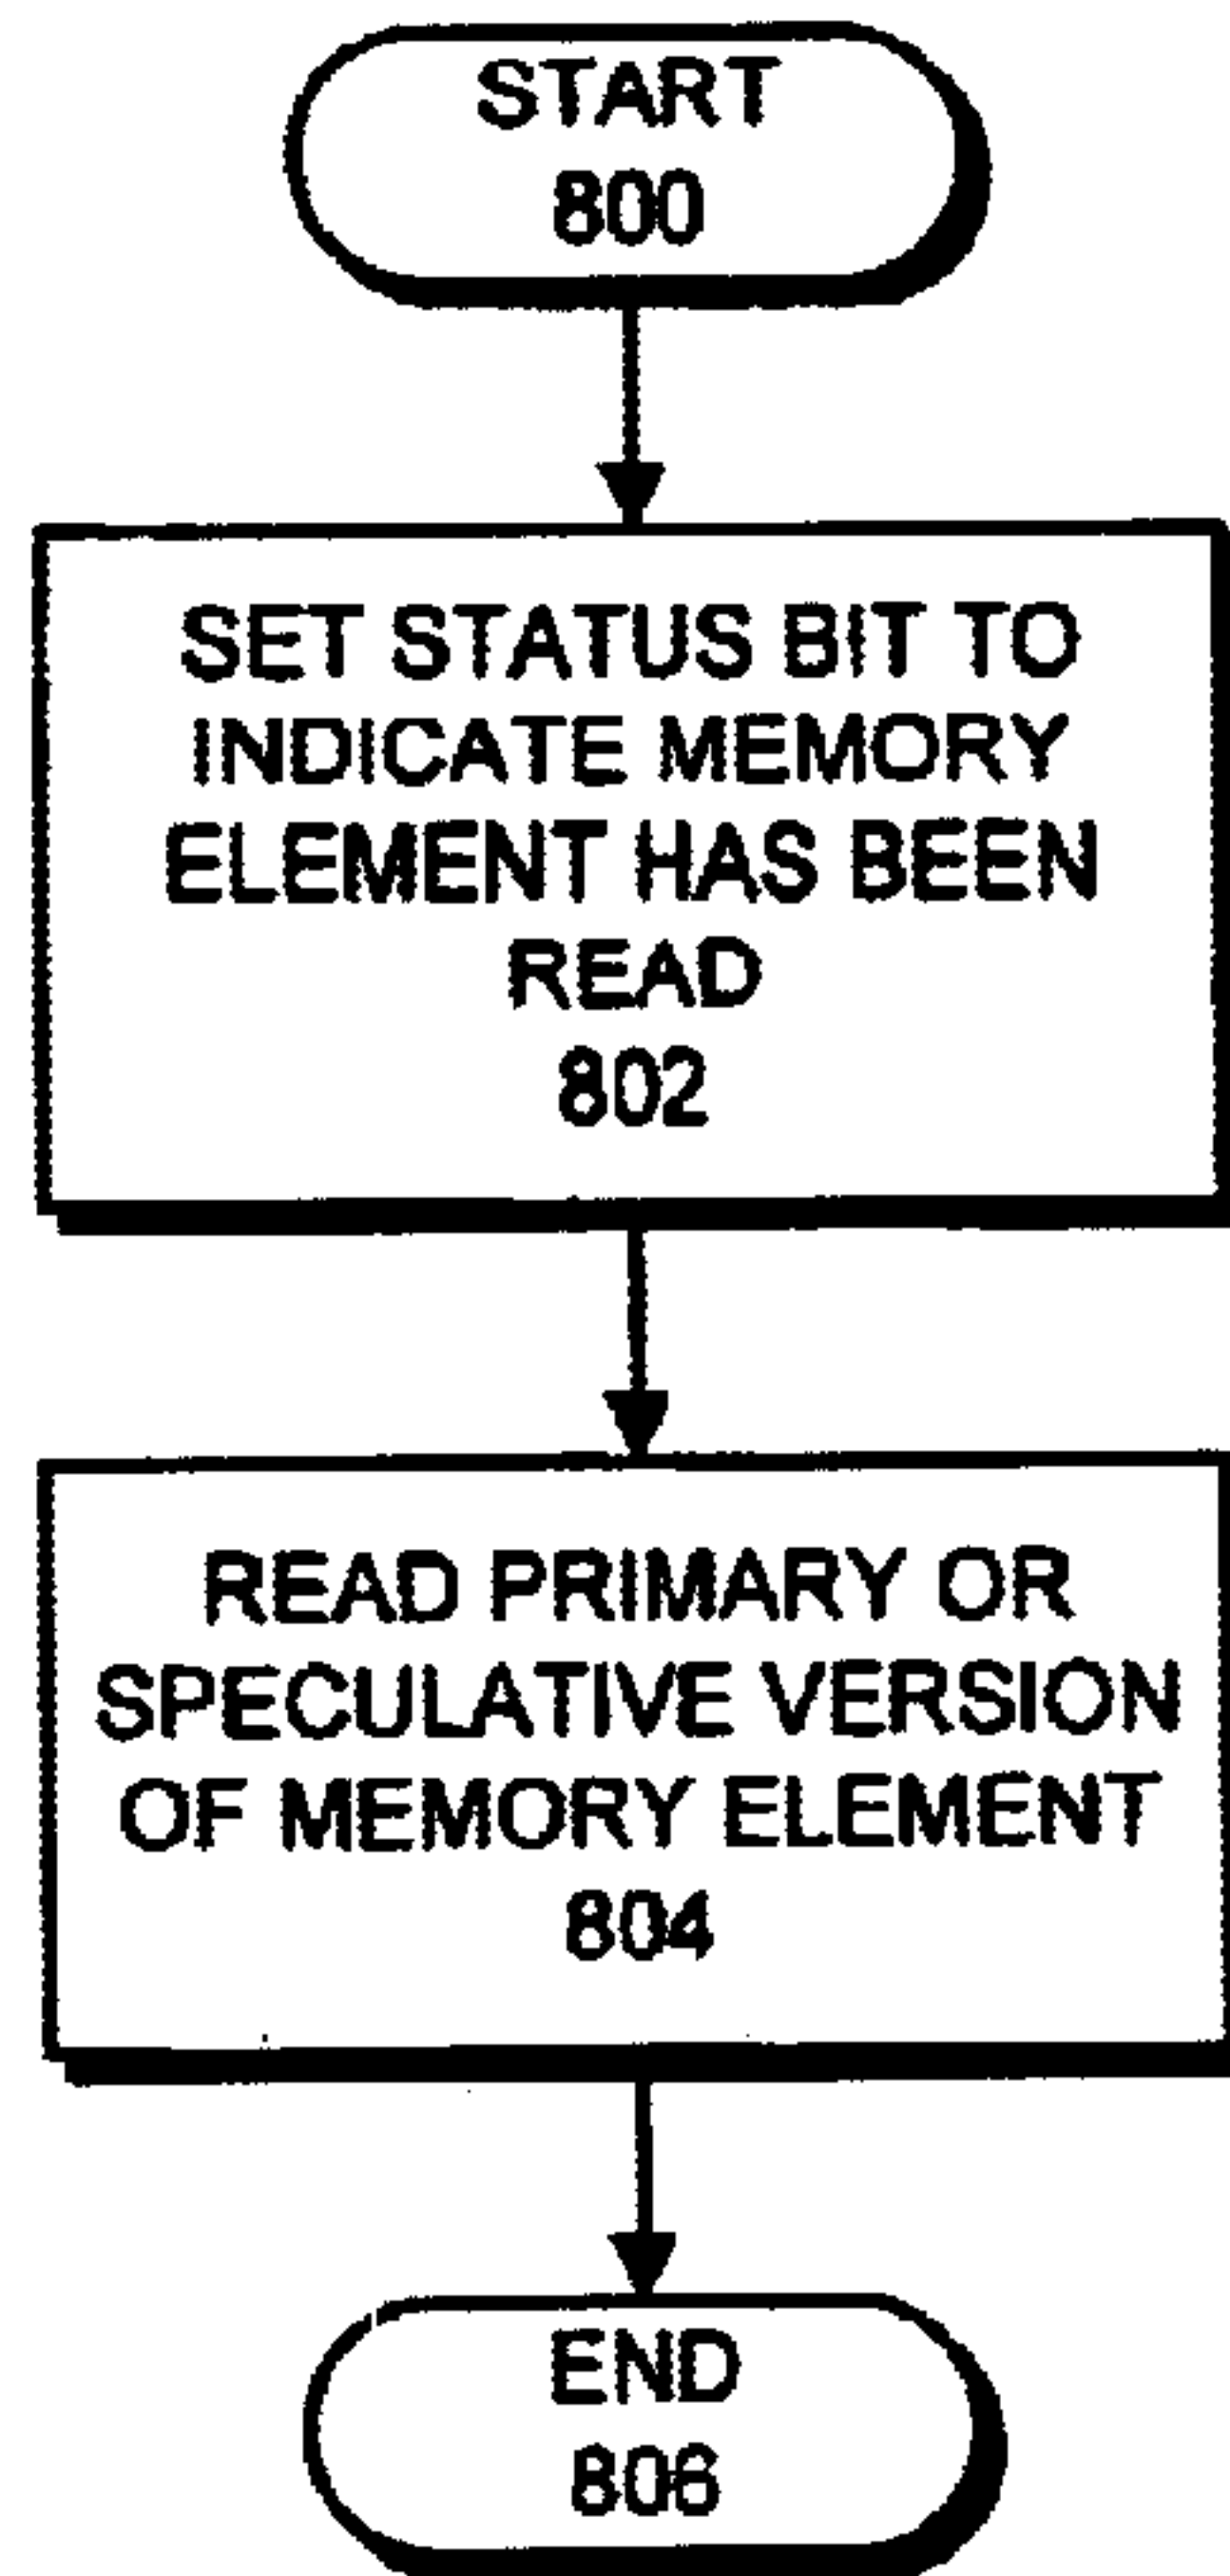 START
800
SET STATUS BIT TO
INDICATE MEMORY
ELEMENT HAS BEEN
READ
802
READ PRIMARY OR
SPECULATIVE VERSION
OF MEMORY ELEMENT
804
END
806